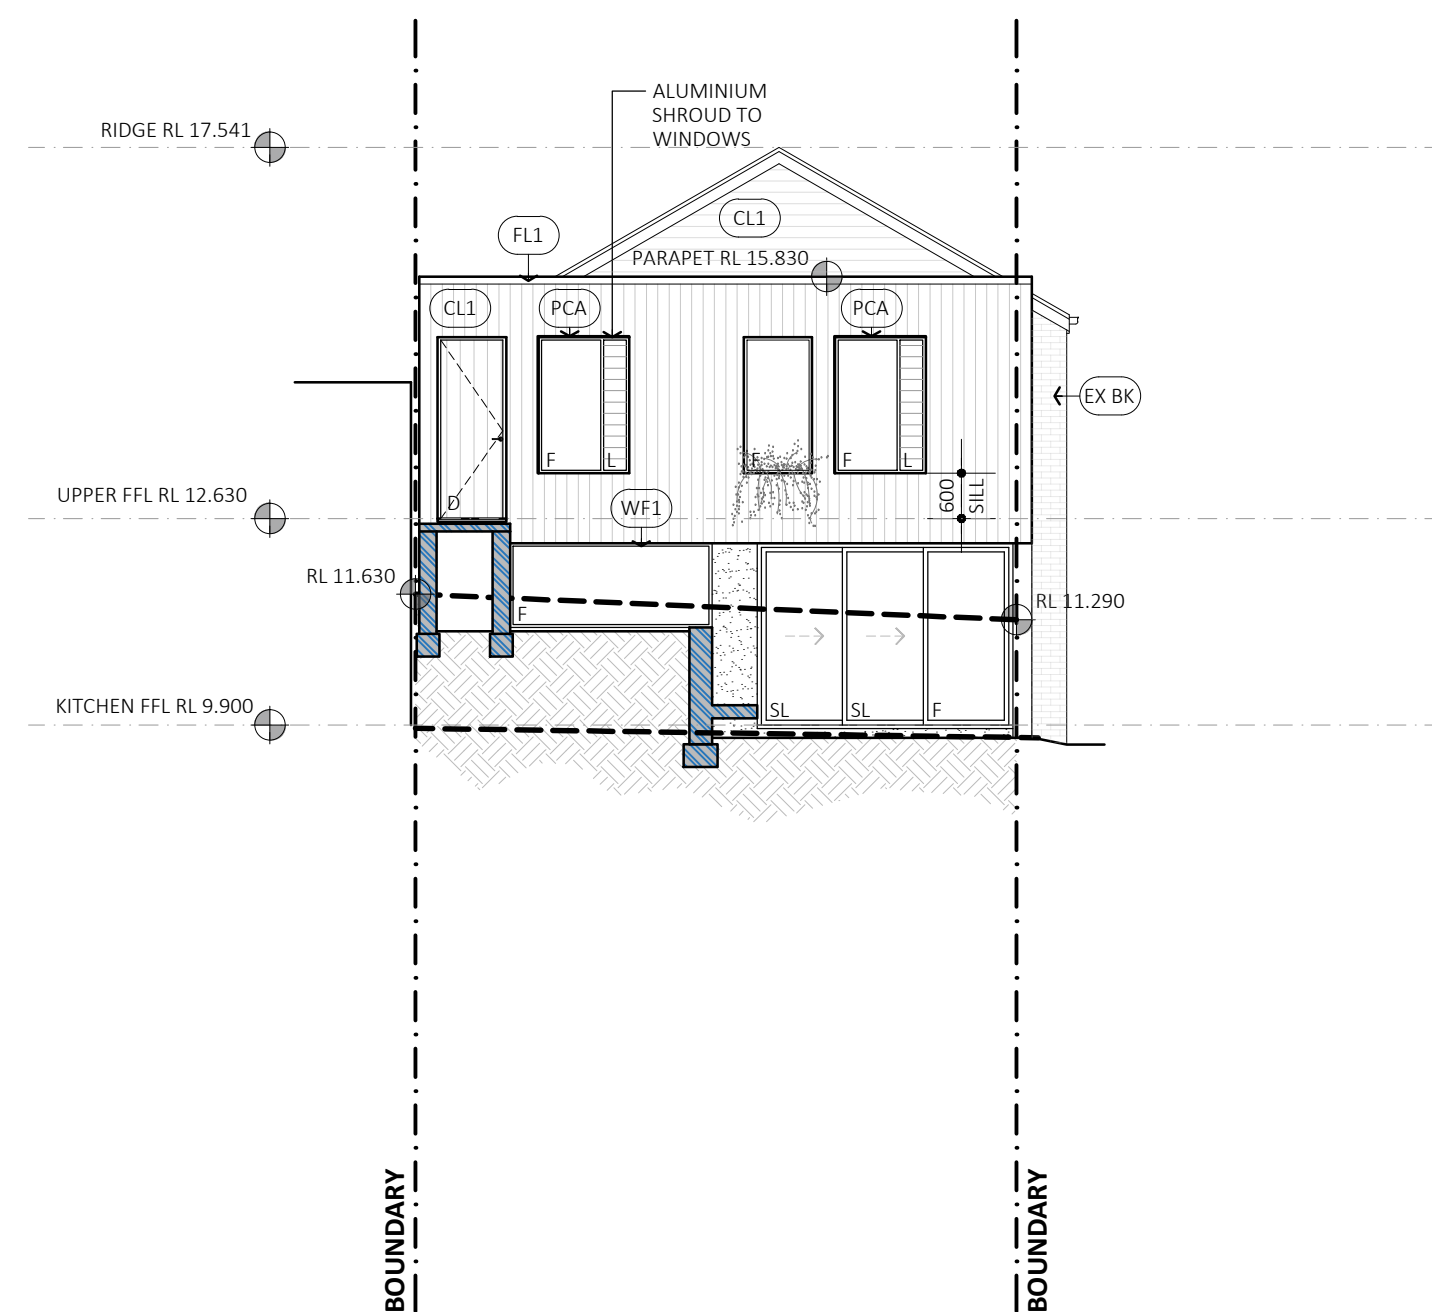 ALUMINIUM
SHROUD TO
WINDOWS
RIDGE RL 17.541
CL1
FL1
PARAPET RL 15.830
CL1
PCA
PCA
EX BK
F
L
F
F
L
600
SILL
UPPER FFL RL 12.630
D
WF1
RL 11.630
RL 11.290
F
KITCHEN FFL RL 9.900
SL
SL
F
BOUNDARY
BOUNDARY